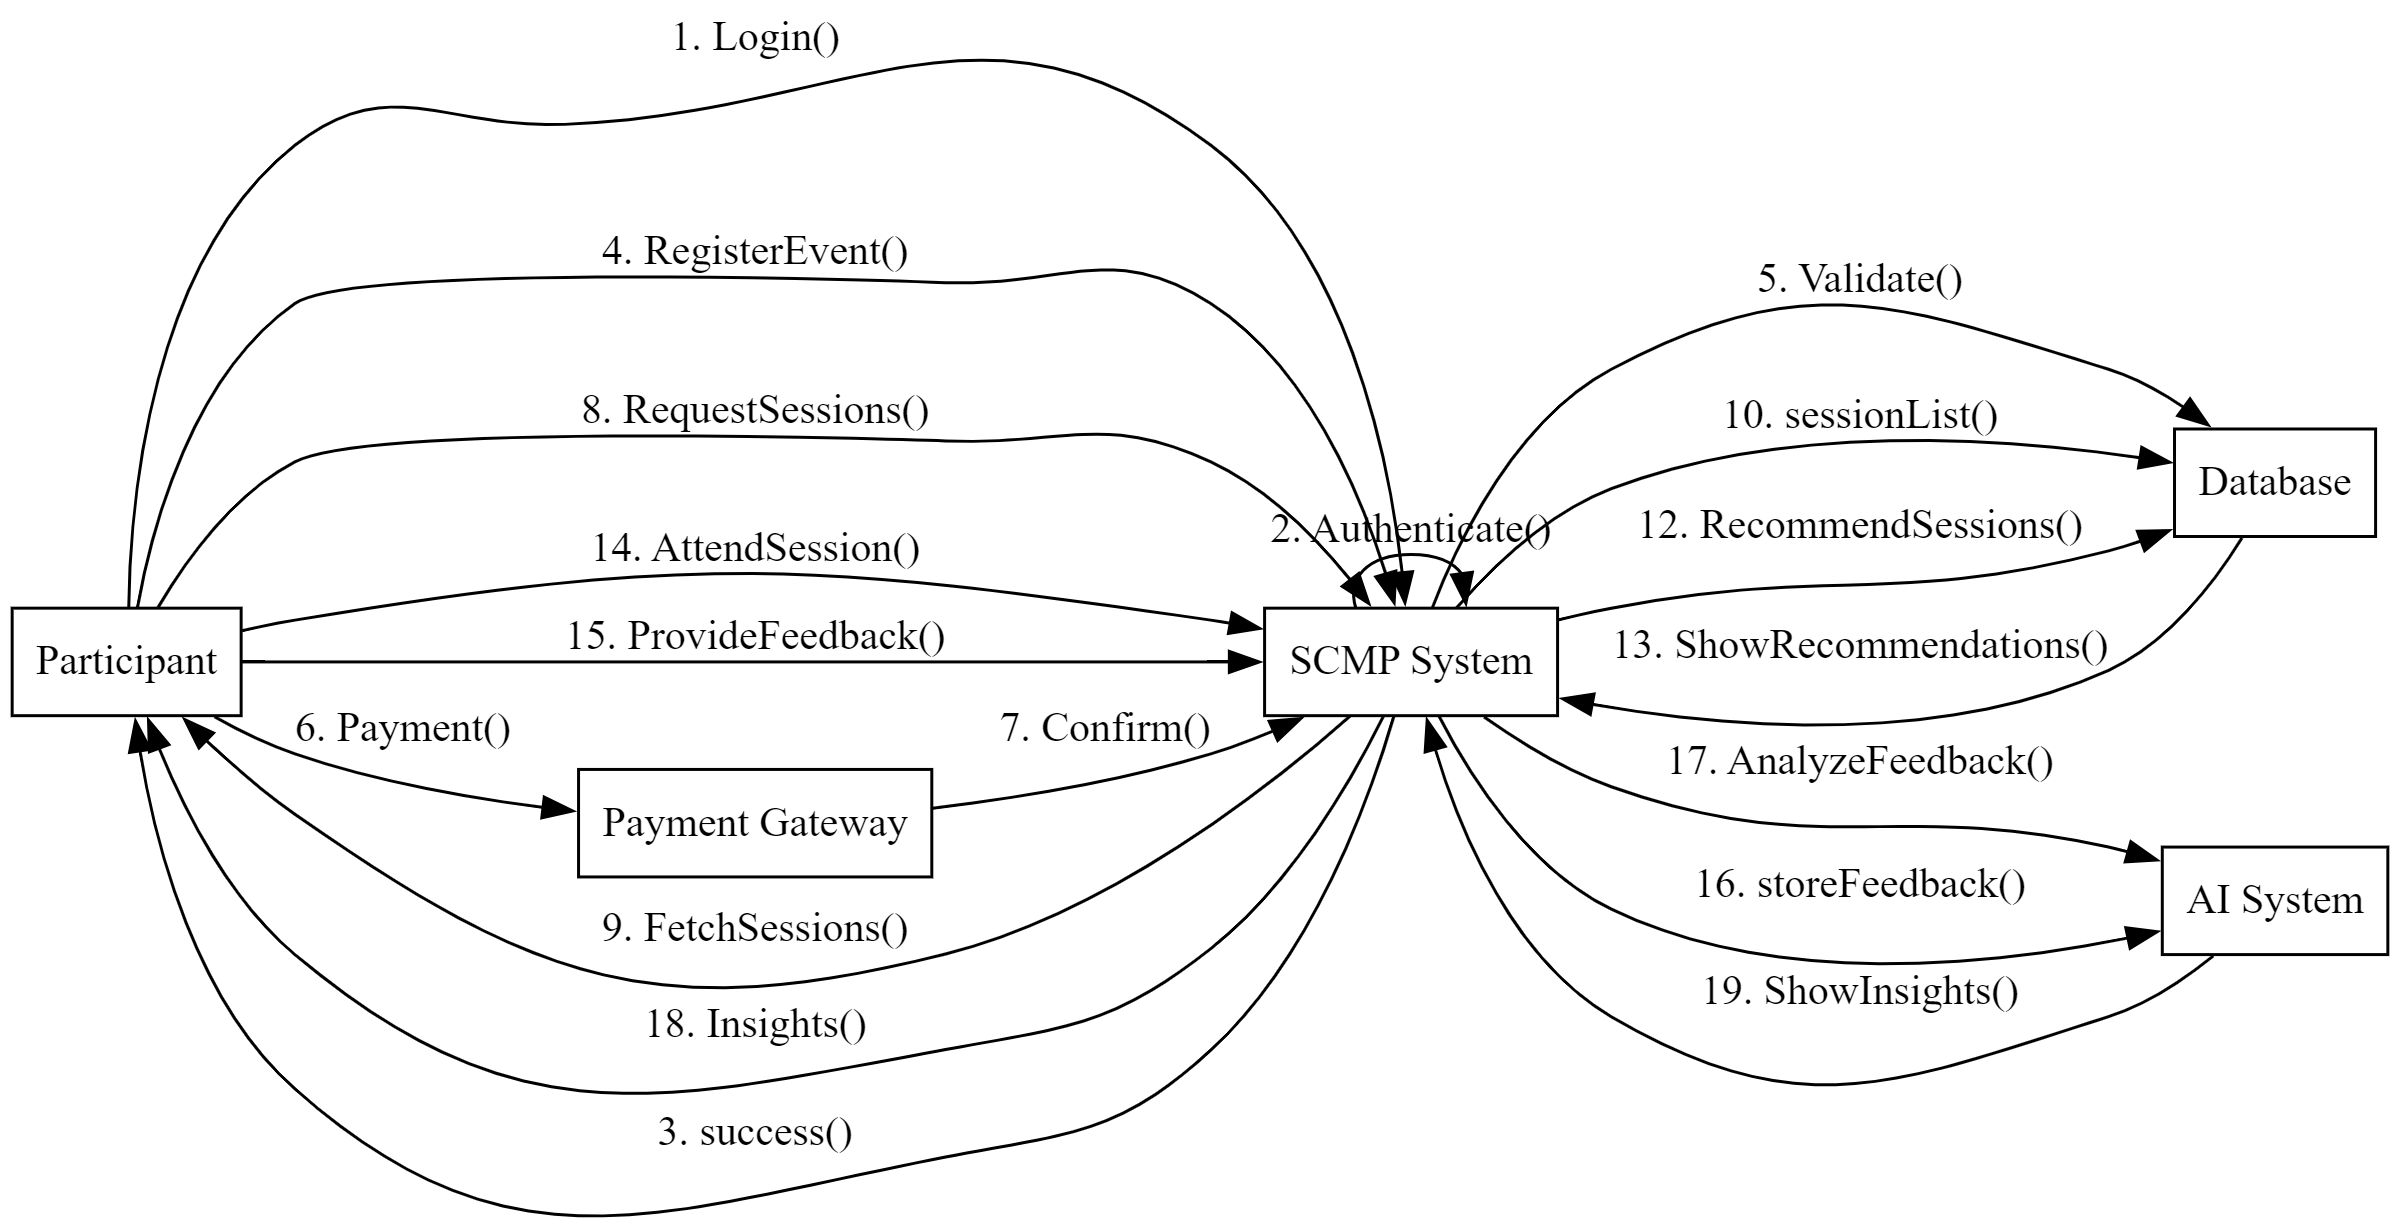 1. Login()
4. RegisterEvent()
5. Validate()
8. RequestSessions()
10. sessionList()
Database
2. Authenticate()
12. RecommendSessions()
14. AttendSession()
15. ProvideFeedback()
13. ShowRecommendations()
Participant
SCMP System
6. Payment()
7. Confirm()
17. AnalyzeFeedback()
Payment Gateway
16. storeFeedback()
AI System
9. FetchSessions()
19. ShowInsights()
18. Insights()
3. success()